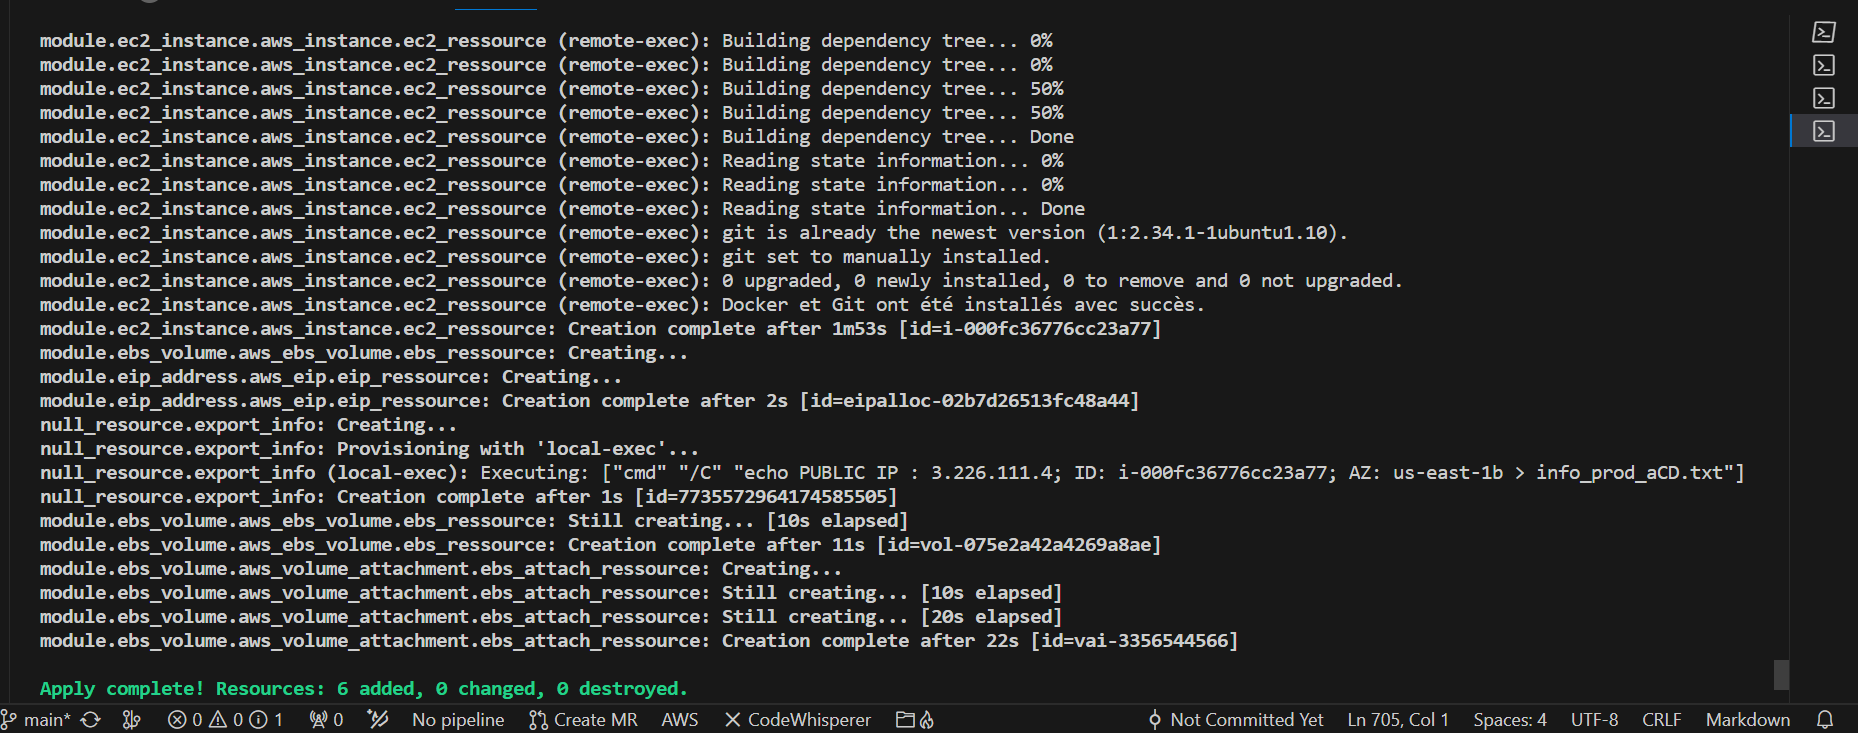 module.ec2_instance.aws_instance.ec2_ressource (remote-exec): Building dependency tree... 0%
module.ec2_instance.aws_instance.ec2_ressource (remote-exec): Building dependency tree... 0%
module.ec2_instance.aws_instance.ec2_ressource (remote-exec): Building dependency tree... 50%
module.ec2_instance.aws_instance.ec2_ressource (remote-exec): Building dependency tree... 50%
module.ec2_instance.aws_instance.ec2_ressource (remote-exec): Building dependency tree... Done
module.ec2_instance.aws_instance.ec2_ressource (remote-exec): Reading state information... 0%
module.ec2_instance.aws_instance.ec2_ressource (remote-exec): Reading state information... 0%
module.ec2_instance.aws_instance.ec2_ressource (remote-exec): Reading state information... Done
module.ec2_instance.aws_instance.ec2_ressource (remote-exec): git is already the newest version (1:2.34.1-1ubuntu1.10).
module.ec2_instance.aws_instance.ec2_ressource (remote-exec): git set to manually installed.
module.ec2_instance.aws_instance.ec2_ressource (remote-exec): 0 upgraded, 0 newly installed, 0 to remove and 0 not upgraded.
module.ec2_instance.aws_instance.ec2_ressource (remote-exec): Docker et Git ont été installés avec succès.
module.ec2_instance.aws_instance.ec2_ressource: Creation complete after 1m53s [id=i-000fc36776cc23a77]
module.ebs_volume.aws_ebs_volume.ebs_ressource: Creating...
module.eip_address.aws_eip.eip_ressource: Creating...
module.eip_address.aws_eip.eip_ressource: Creation complete after 2s [id=eipalloc-02b7d26513fc48a44]
null_resource.export_info: Creating...
null_resource.export_info: Provisioning with 'local-exec'...
null_resource.export_info (local-exec): Executing: ["cmd" "/C" "echo PUBLIC IP : 3.226.111.4; ID: i-000fc36776cc23a77; AZ: us-east-1b > info_prod_aCD.txt"]
null_resource.export_info: Creation complete after 1s [id=7735572964174585505]
module.ebs_volume.aws_ebs_volume.ebs_ressource: Still creating... [10s elapsed]
module.ebs_volume.aws_ebs_volume.ebs_ressource: Creation complete after 11s [id=vol-075e2a42a4269a8ae]
module.ebs_volume.aws_volume_attachment.ebs_attach_ressource: Creating...
module.ebs_volume.aws_volume_attachment.ebs_attach_ressource: Still creating... [10s elapsed]
module.ebs_volume.aws_volume_attachment.ebs_attach_ressource: Still creating... [20s elapsed]
module.ebs_volume.aws_volume_attachment.ebs_attach_ressource: Creation complete after 22s [id=vai-3356544566]
Apply complete! Resources: 6 added, 0 changed, 0 destroyed.
main* 0 0 1 0 No pipeline Create MR AWS CodeWhisperer Not Committed Yet Ln 705, Col 1 Spaces: 4 UTF-8 CRLF Markdown